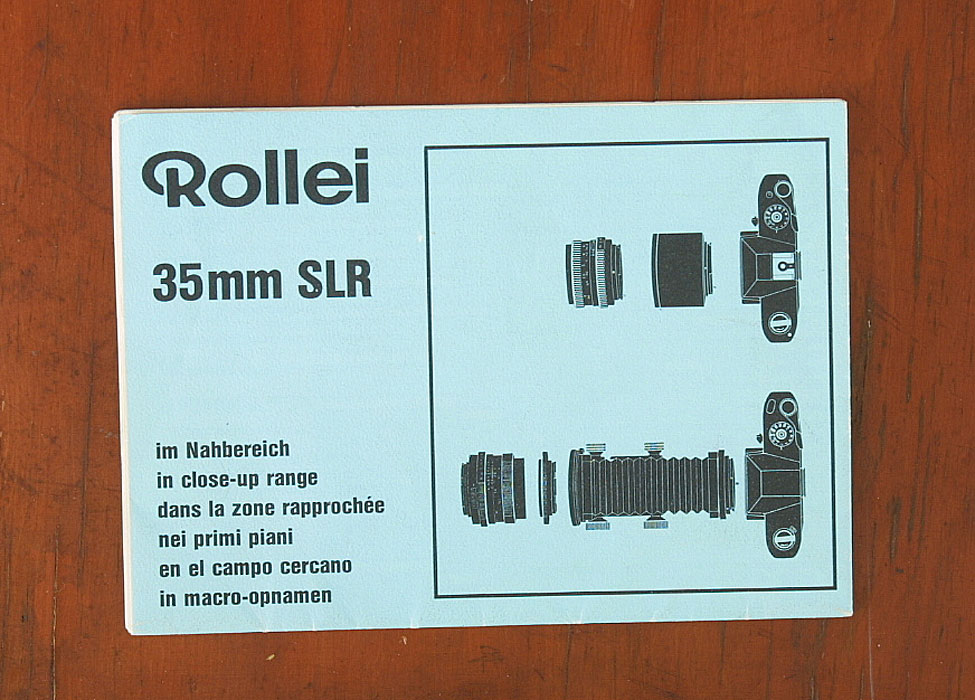 Rollei
35mm SLR
im Nahbereich
in close-up range
dans la zone rapprochée
nei primi piani
en el campo cercano
in macro-opnamen